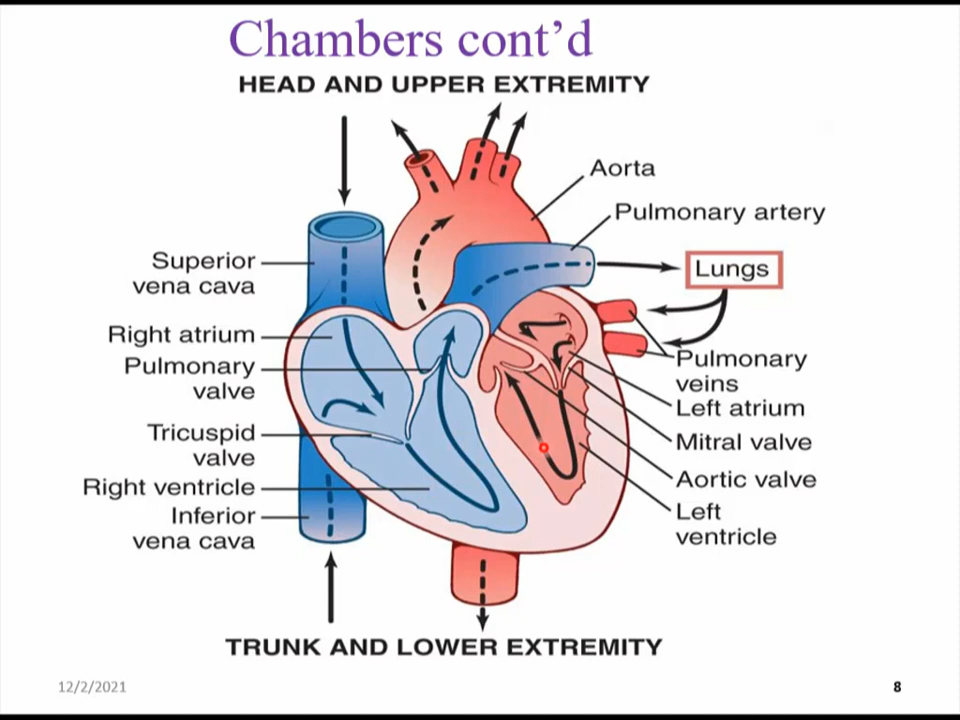 Chambers cont’d
HEAD AND UPPER EXTREMITY
Aorta
Pulmonary artery
Superior
vena cava
Lungs
Right atrium
Pulmonary
valve
Pulmonary
veins
Left atrium
Tricuspid
valve
Mitral valve
Right ventricle
Aortic valve
Inferior
vena cava
Left
ventricle
TRUNK AND LOWER EXTREMITY
12/2/2021
8